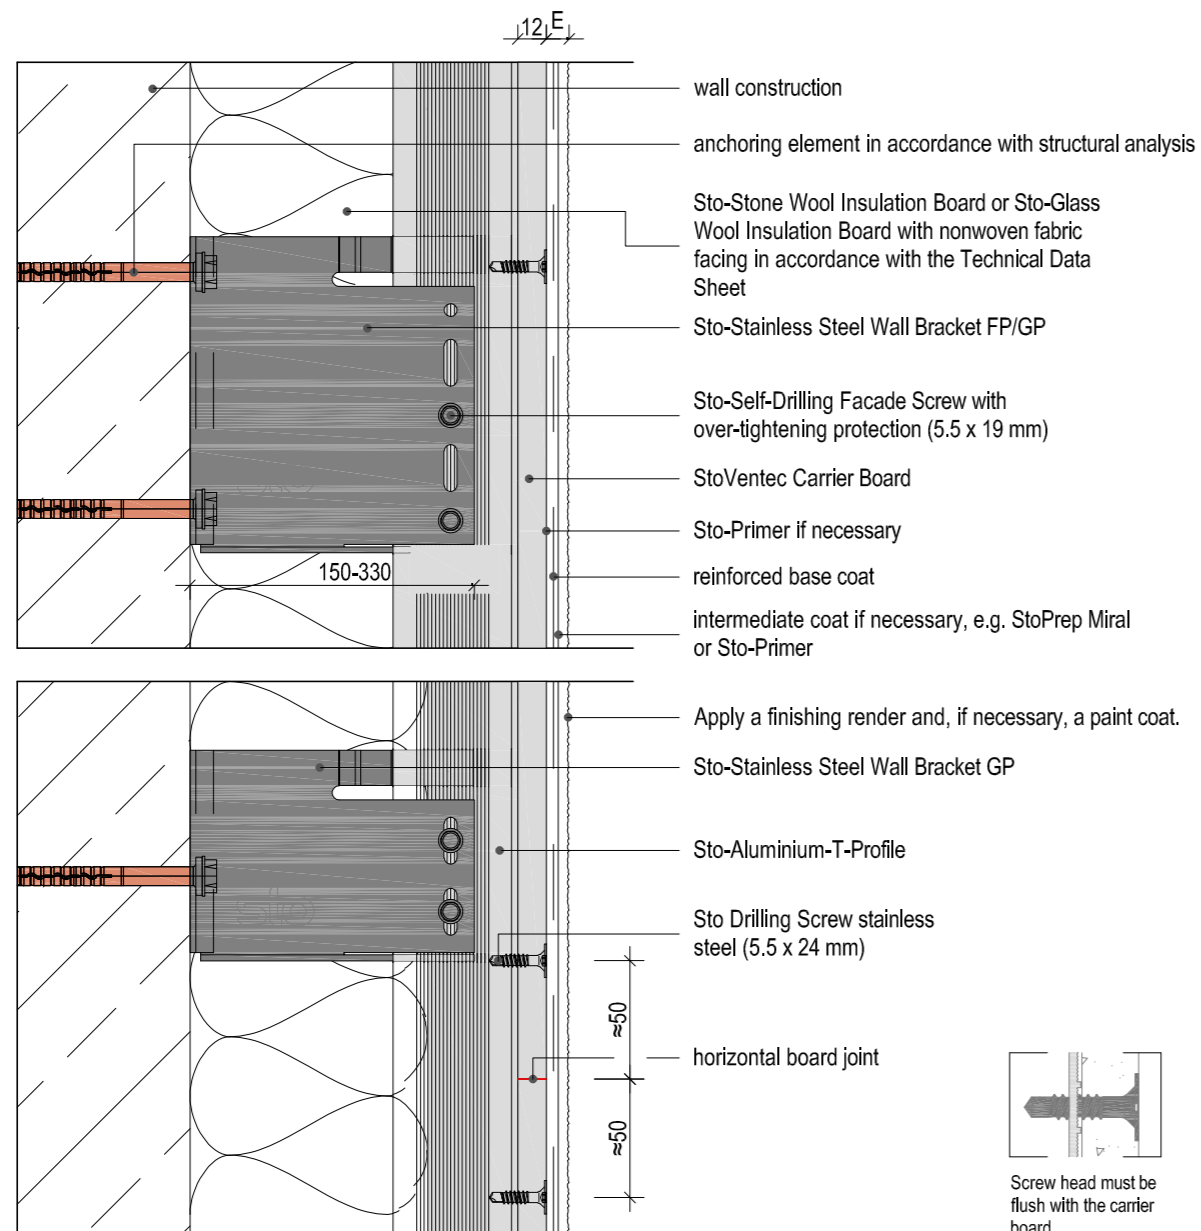 12 E
wall construction
anchoring element in accordance with structural analysis
Sto-Stone Wool Insulation Board or Sto-Glass
Wool Insulation Board with nonwoven fabric
facing in accordance with the Technical Data
Sheet
Sto-Stainless Steel Wall Bracket FP/GP
Sto-Self-Drilling Facade Screw with
over-tightening protection (5.5 x 19 mm)
StoVentec Carrier Board
Sto-Primer if necessary
150-330
reinforced base coat
intermediate coat if necessary, e.g. StoPrep Miral
or Sto-Primer
Apply a finishing render and, if necessary, a paint coat.
Sto-Stainless Steel Wall Bracket GP
Sto-Aluminium-T-Profile
sto
Sto Drilling Screw stainless
steel (5.5 x 24 mm)
≈50
horizontal board joint
≈50
Screw head must be
flush with the carrier
board